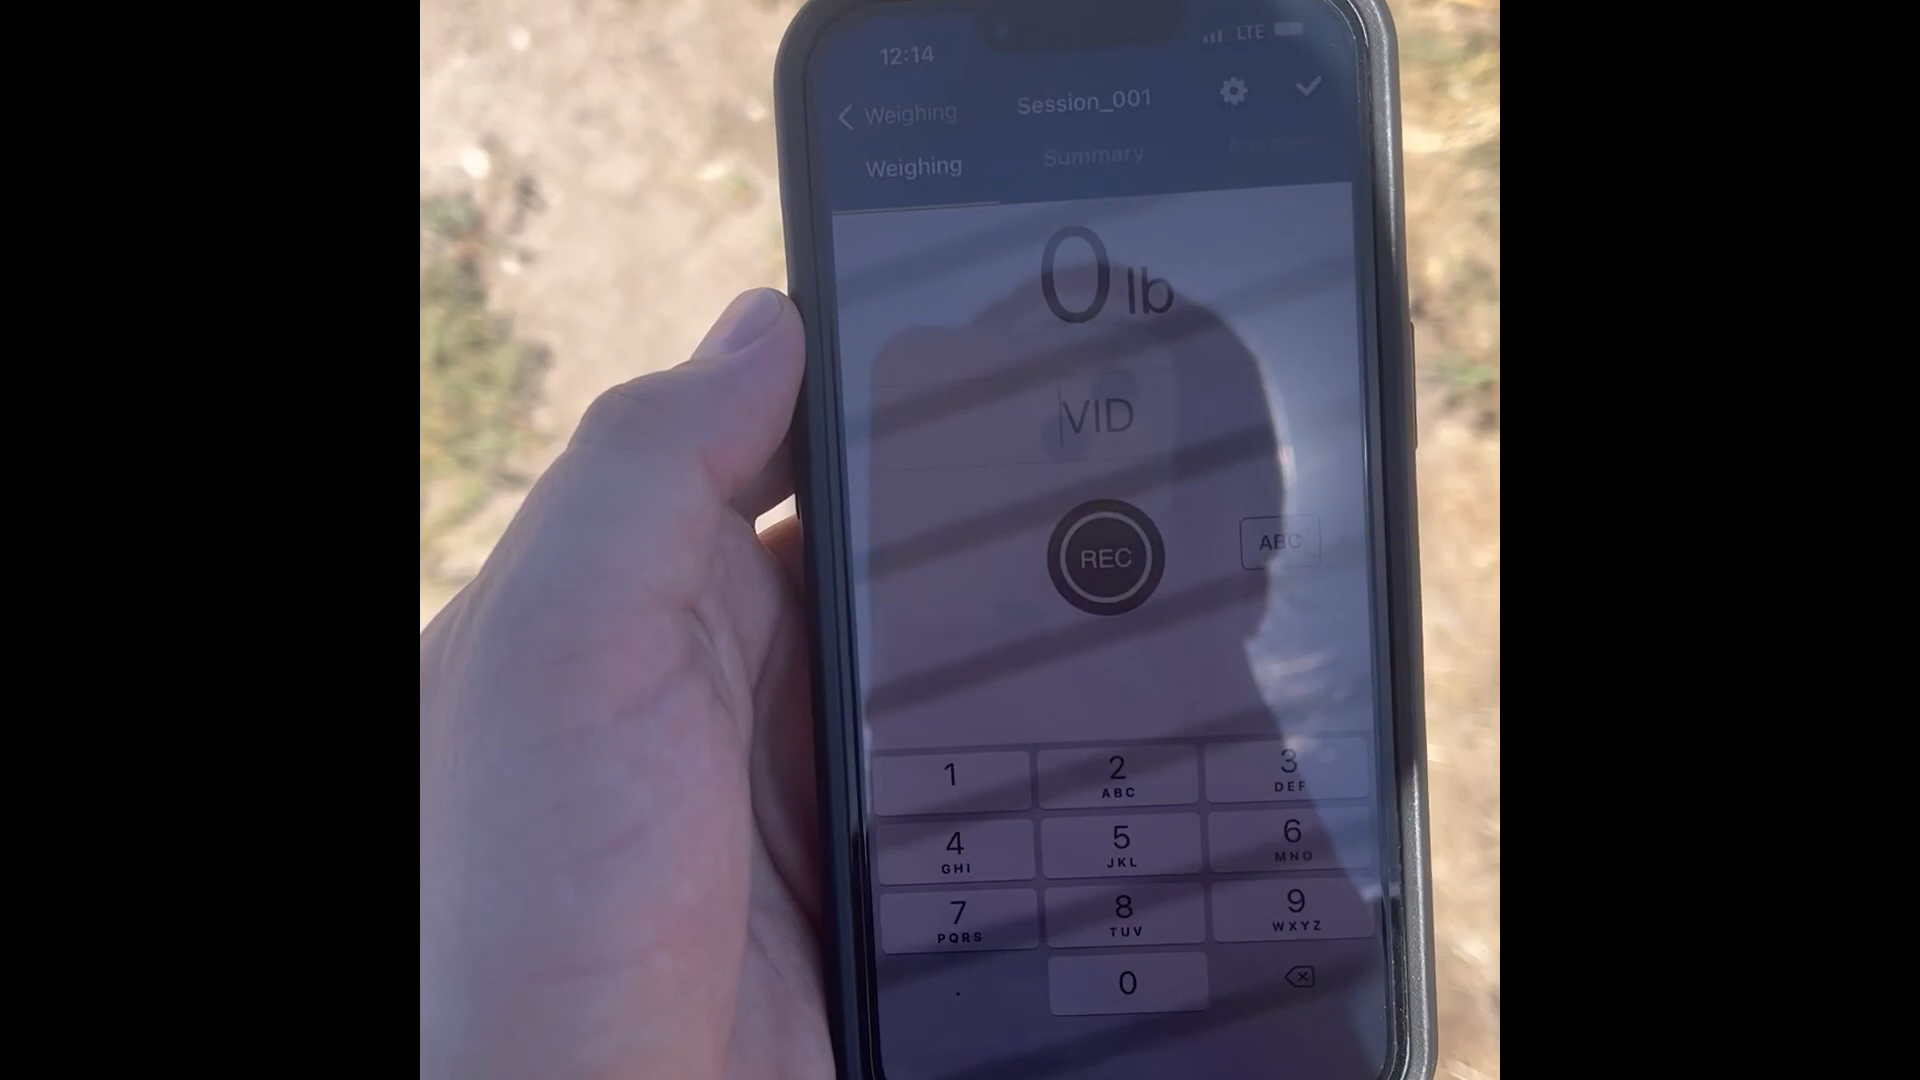 12:14 LTE
Weighing Session_001
Weighing Summary
0 lb
VID
REC ABC
1 2 3
ABC DEF
4 5 6
GHI JKL MNO
7 8 9
PQRS TUV WXYZ
. 0